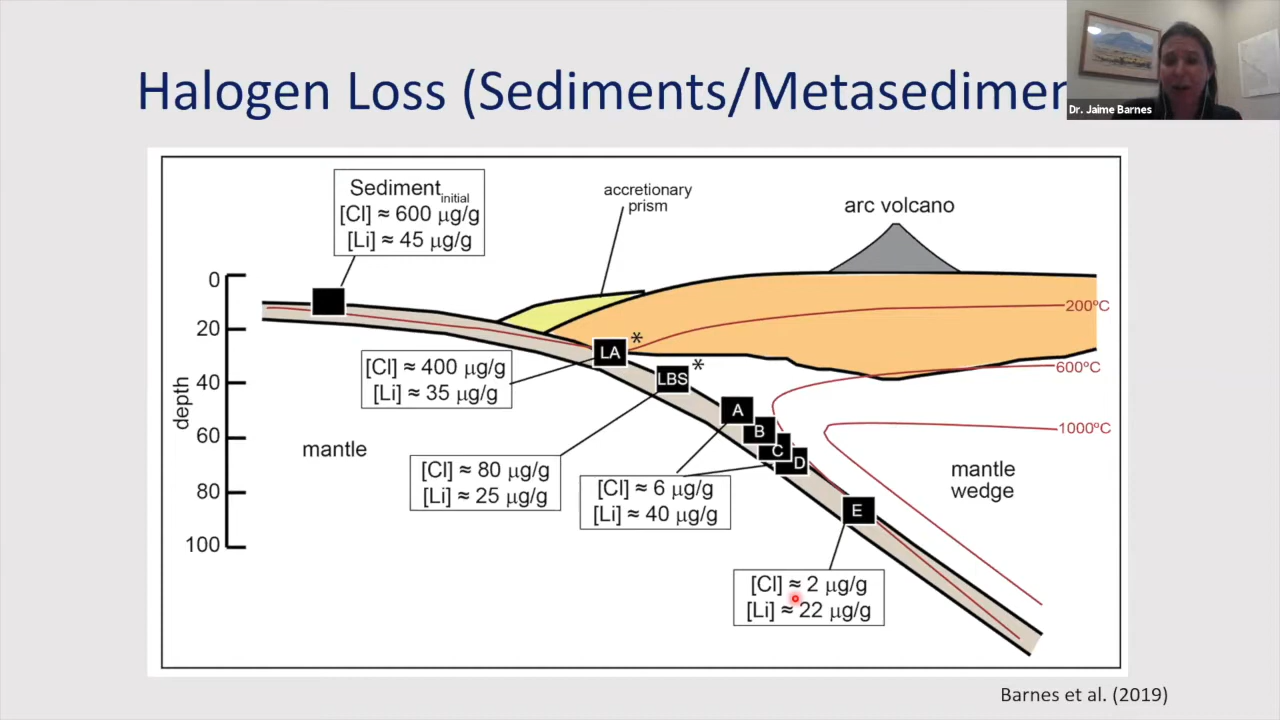 Halogen Loss (Sediments/Metasedimen
Dr. Jaime Barnes
Sediment initial
[Cl] ≈ 600 µg/g
[Li] ≈ 45 µg/g
accretionary
prism
arc volcano
0
20
40
60
80
100
depth
200ºC
600ºC
1000ºC
LA
*
LBS
*
A
B
C
D
E
[Cl] ≈ 400 µg/g
[Li] ≈ 35 µg/g
mantle
[Cl] ≈ 80 µg/g
[Li] ≈ 25 µg/g
[Cl] ≈ 6 µg/g
[Li] ≈ 40 µg/g
mantle
wedge
[Cl] ≈ 2 µg/g
[Li] ≈ 22 µg/g
Barnes et al. (2019)